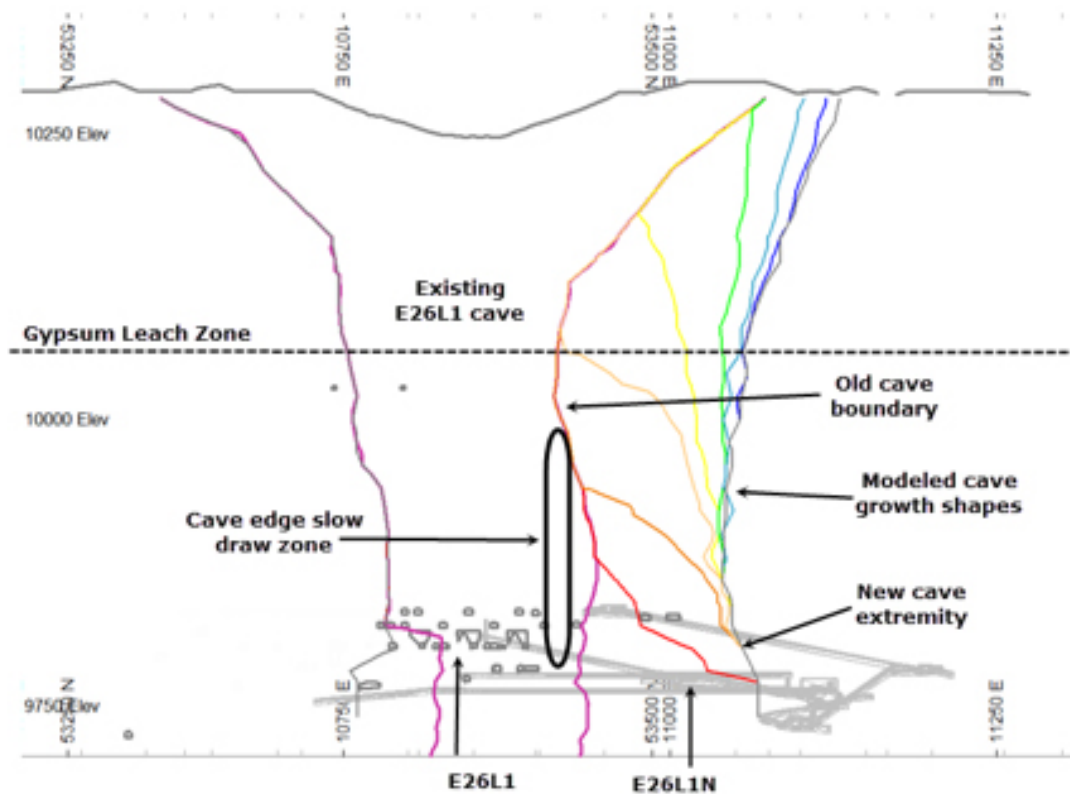 53250 N
10750 E
53500 N
11000 E
11250 E
10250 Elev
Existing
E26L1 cave
Gypsum Leach Zone
Old cave
boundary
10000 Elev
Modeled cave
growth shapes
Cave edge slow
draw zone
New cave
extremity
9750 Elev
53250 N
10750 E
53500 N
11000
11250 E
E26L1
E26L1N